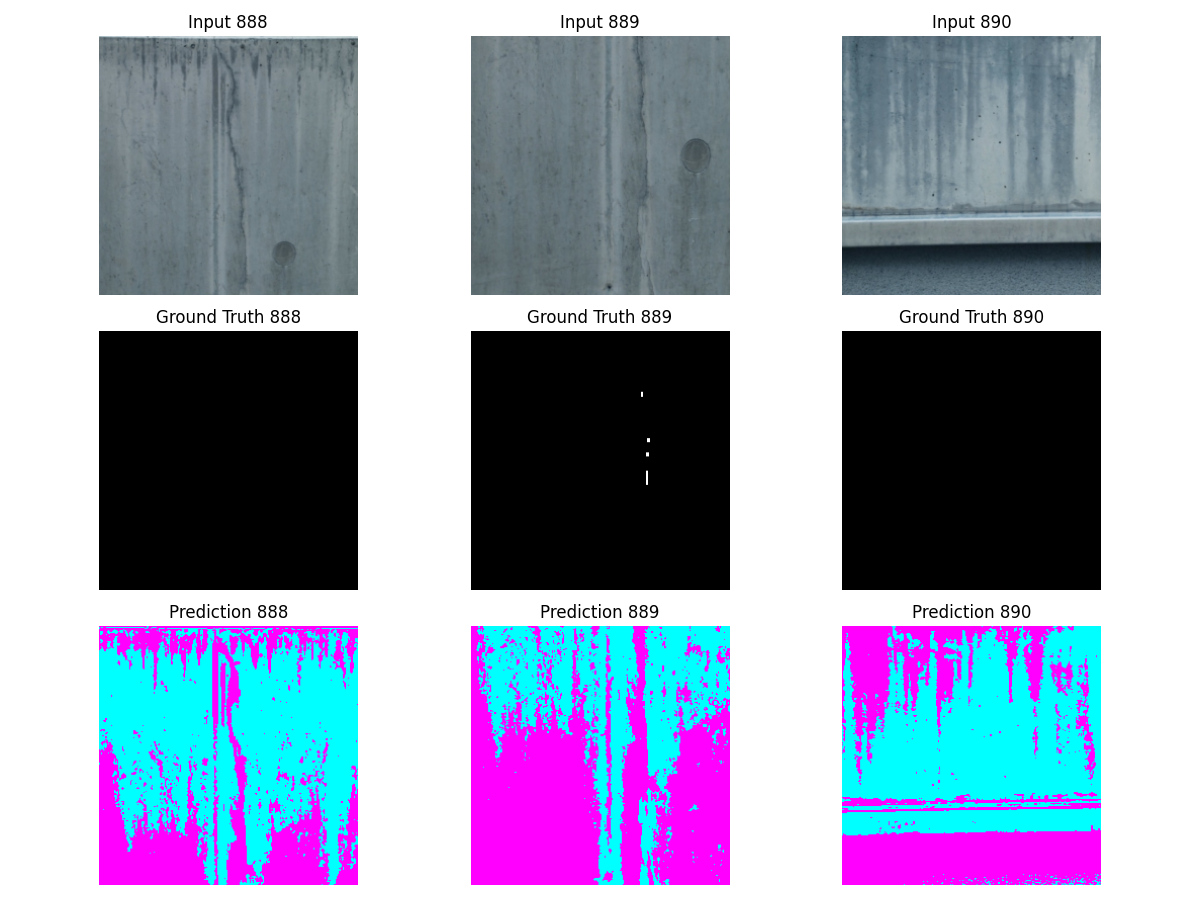 Input 888
Input 889
Input 890
Ground Truth 888
Ground Truth 889
Ground Truth 890
Prediction 888
Prediction 889
Prediction 890